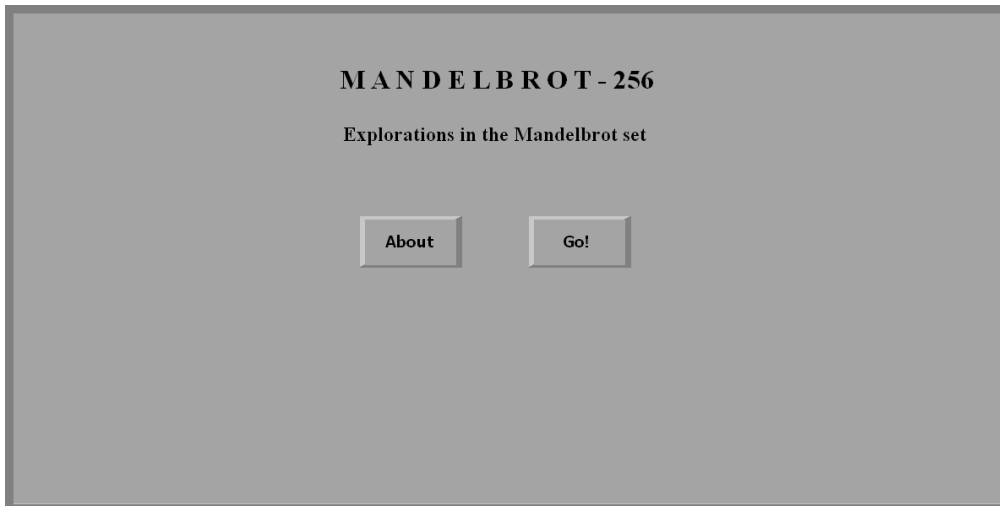 M A N D E L B R O T - 256
Explorations in the Mandelbrot set
About Go!